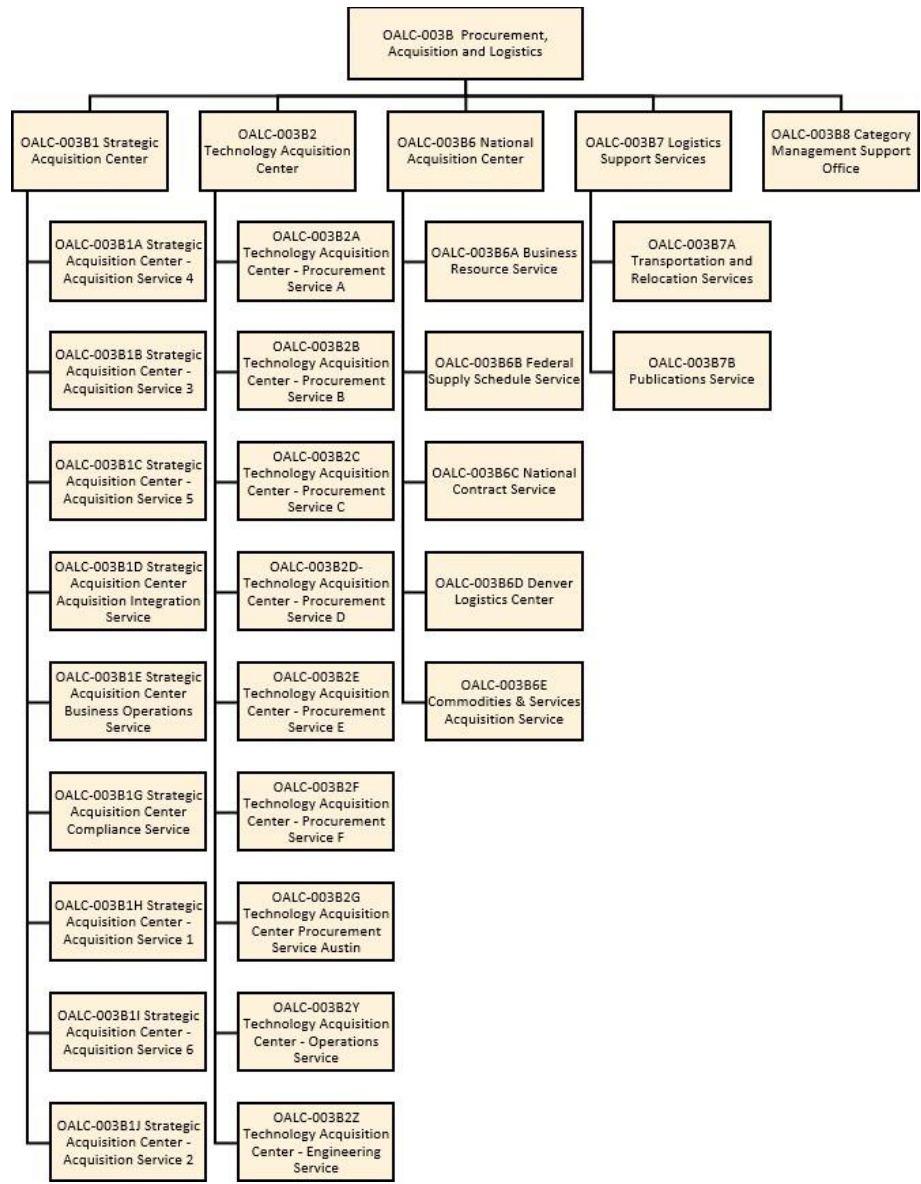 OALC-003B  Procurement,
Acquisition and Logistics
OALC-003B1 Strategic
Acquisition Center
OALC-003B2
Technology Acquisition
Center
OALC-003B6 National
Acquisition Center
OALC-003B7 Logistics
Support Services
OALC-003B8 Category
Management Support
Office
OALC-003B1A Strategic
Acquisition Center -
Acquisition Service 4
OALC-003B1B Strategic
Acquisition Center -
Acquisition Service 3
OALC-003B1C Strategic
Acquisition Center -
Acquisition Service 5
OALC-003B1D Strategic
Acquisition Center
Acquisition Integration
Service
OALC-003B1E Strategic
Acquisition Center
Business Operations
Service
OALC-003B1G Strategic
Acquisition Center
Compliance Service
OALC-003B1H Strategic
Acquisition Center -
Acquisition Service 1
OALC-003B1I Strategic
Acquisition Center -
Acquisition Service 6
OALC-003B1J Strategic
Acquisition Center -
Acquisition Service 2
OALC-003B2A
Technology Acquisition
Center - Procurement
Service A
OALC-003B2B
Technology Acquisition
Center - Procurement
Service B
OALC-003B2C
Technology Acquisition
Center - Procurement
Service C
OALC-003B2D-
Technology Acquisition
Center - Procurement
Service D
OALC-003B2E
Technology Acquisition
Center - Procurement
Service E
OALC-003B2F
Technology Acquisition
Center - Procurement
Service F
OALC-003B2G
Technology Acquisition
Center Procurement
Service Austin
OALC-003B2Y
Technology Acquisition
Center - Operations
Service
OALC-003B2Z
Technology Acquisition
Center - Engineering
Service
OALC-003B6A Business
Resource Service
OALC-003B6B Federal
Supply Schedule Service
OALC-003B6C National
Contract Service
OALC-003B6D Denver
Logistics Center
OALC-003B6E
Commodities & Services
Acquisition Service
OALC-003B7A
Transportation and
Relocation Services
OALC-003B7B
Publications Service